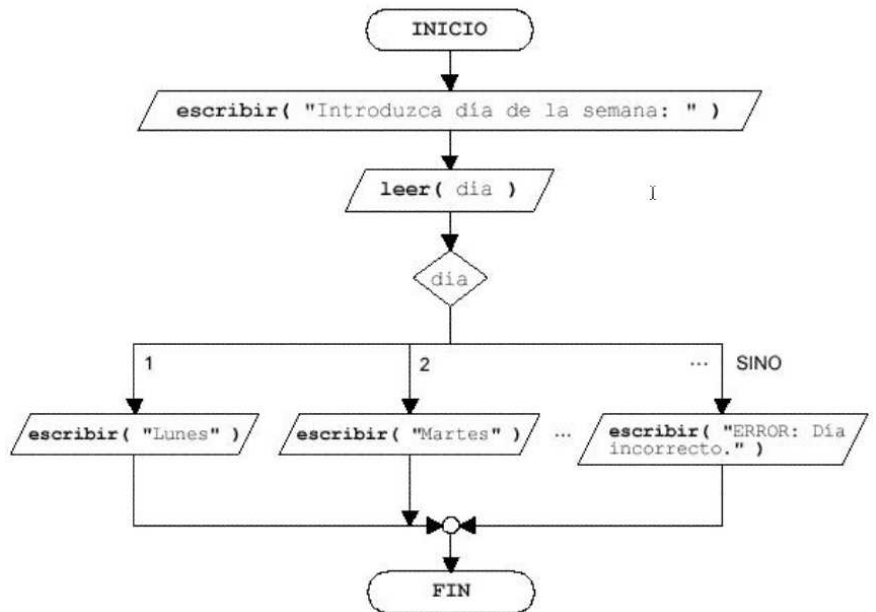 INICIO
escribir( "Introduzca día de la semana: " )
leer( dia )
día
1
2
... SINO
escribir( "Lunes" )
escribir( "Martes" )
...
escribir( "ERROR: Día
incorrecto." )
FIN